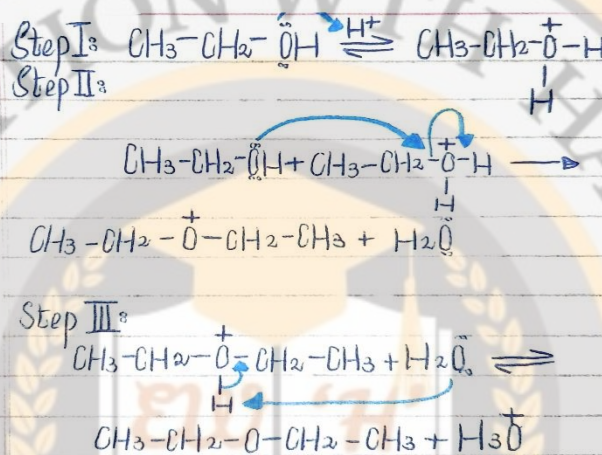 Step I: CH3-CH2-ÖH ⇌ H+ CH3-CH2-O+-H
H
Step II:
CH3-CH2-ÖH + CH3-CH2-O+-H →
H
CH3-CH2-O+-CH2-CH3 + H2Ö
Step III:
CH3-CH2-O+-CH2-CH3 + H2Ö ⇌
H
CH3-CH2-O-CH2-CH3 + H3O+